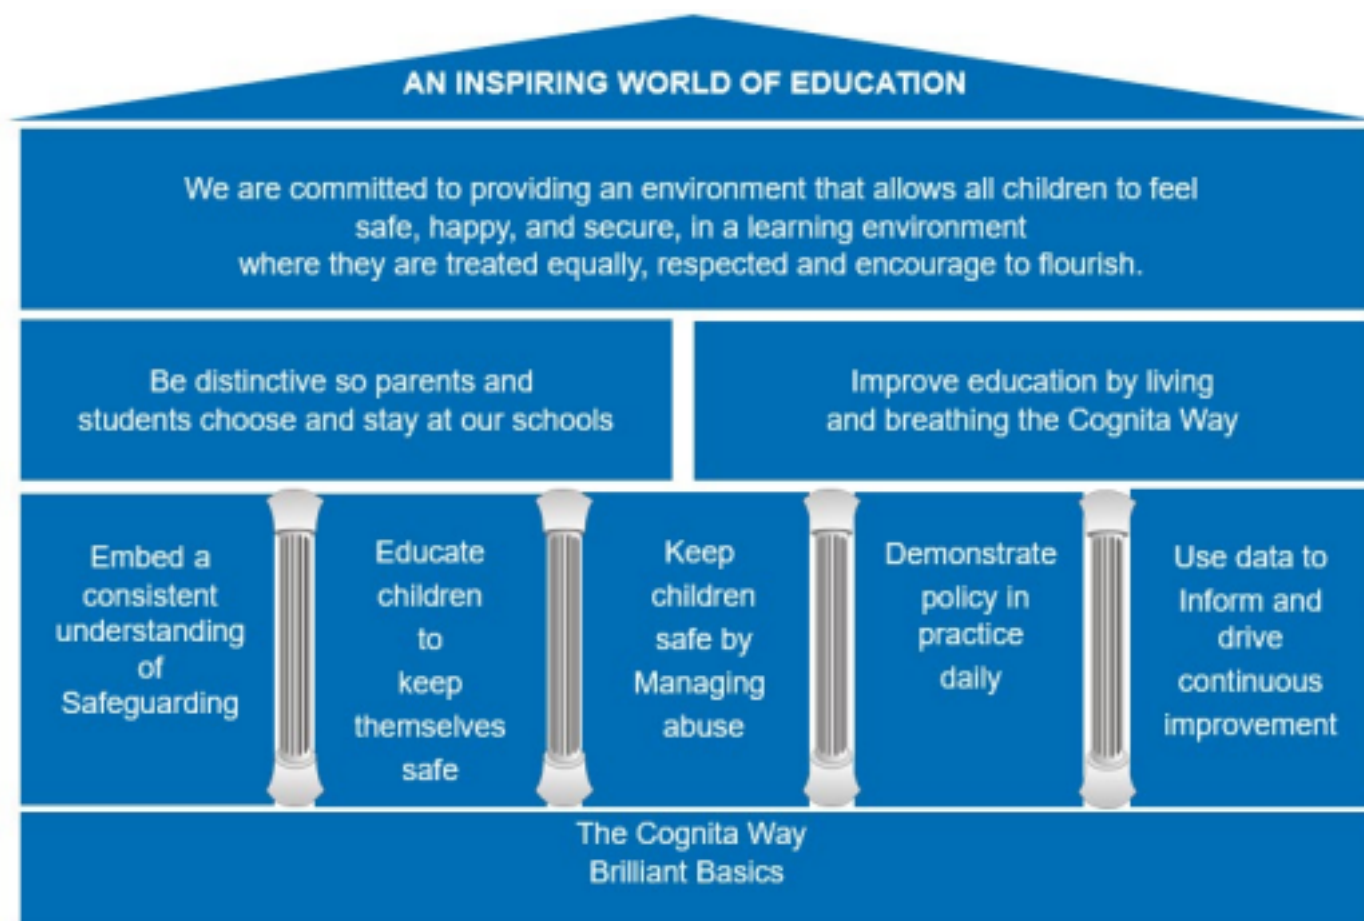 AN INSPIRING WORLD OF EDUCATION
We are committed to providing an environment that allows all children to feel
safe, happy, and secure, in a learning environment
where they are treated equally, respected and encourage to flourish.
Be distinctive so parents and
students choose and stay at our schools
Improve education by living
and breathing the Cognita Way
Embed a
consistent
understanding
of
Safeguarding
Educate
children
to
keep
themselves
safe
Keep
children
safe by
Managing
abuse
Demonstrate
policy in
practice
daily
Use data to
Inform and
drive
continuous
improvement
The Cognita Way
Brilliant Basics